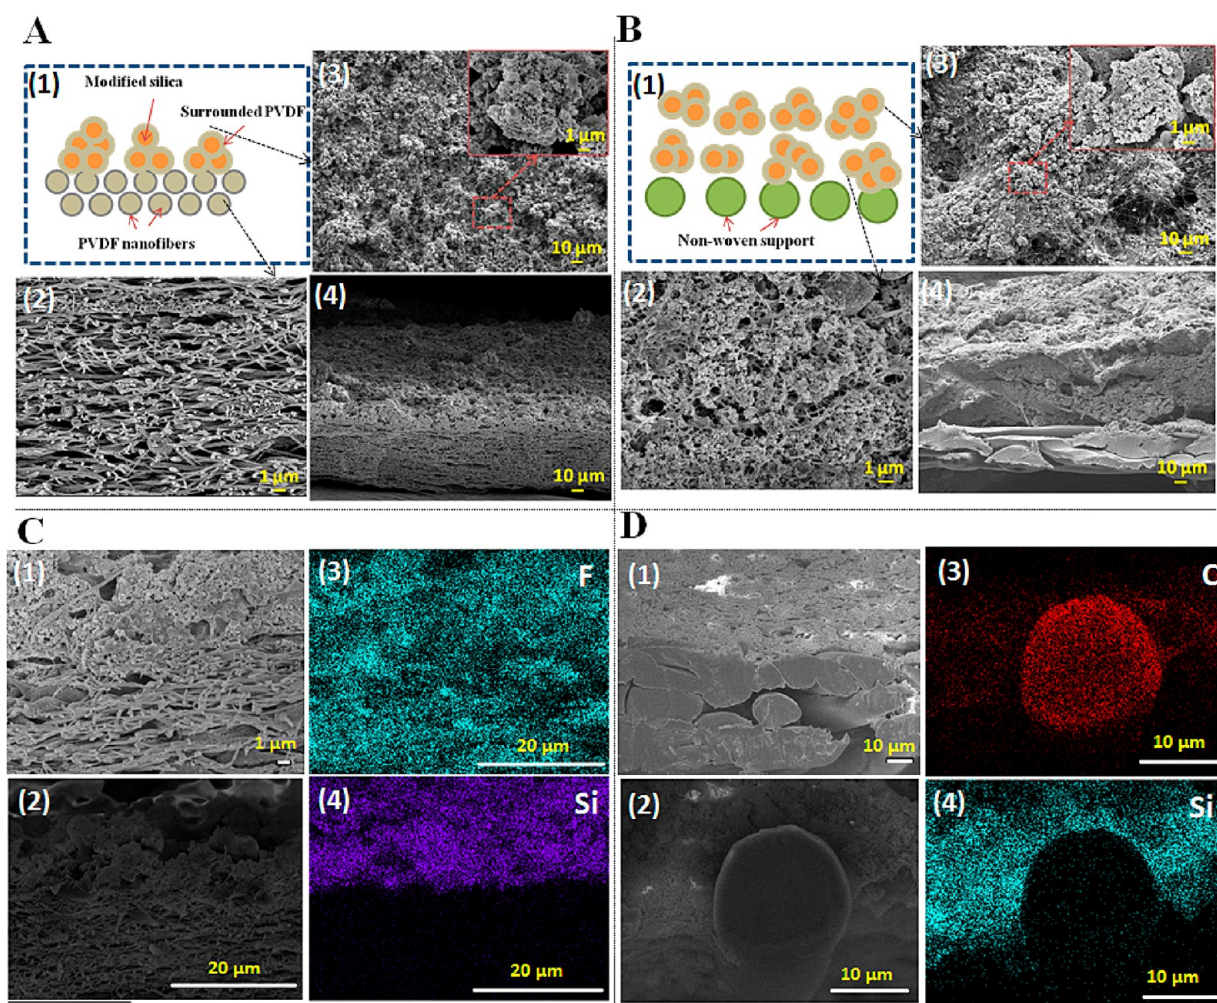 A
(1)
Modified silica
Surrounded PVDF
PVDF nanofibers
(3)
1 µm
10 µm
(2)
1 µm
(4)
10 µm
B
(1)
Non-woven support
(3)
1 µm
10 µm
(2)
1 µm
(4)
10 µm
C
(1)
1 µm
(3)
F
20 µm
(2)
20 µm
(4)
Si
20 µm
D
(1)
10 µm
(3)
10 µm
(2)
10 µm
(4)
Si
10 µm